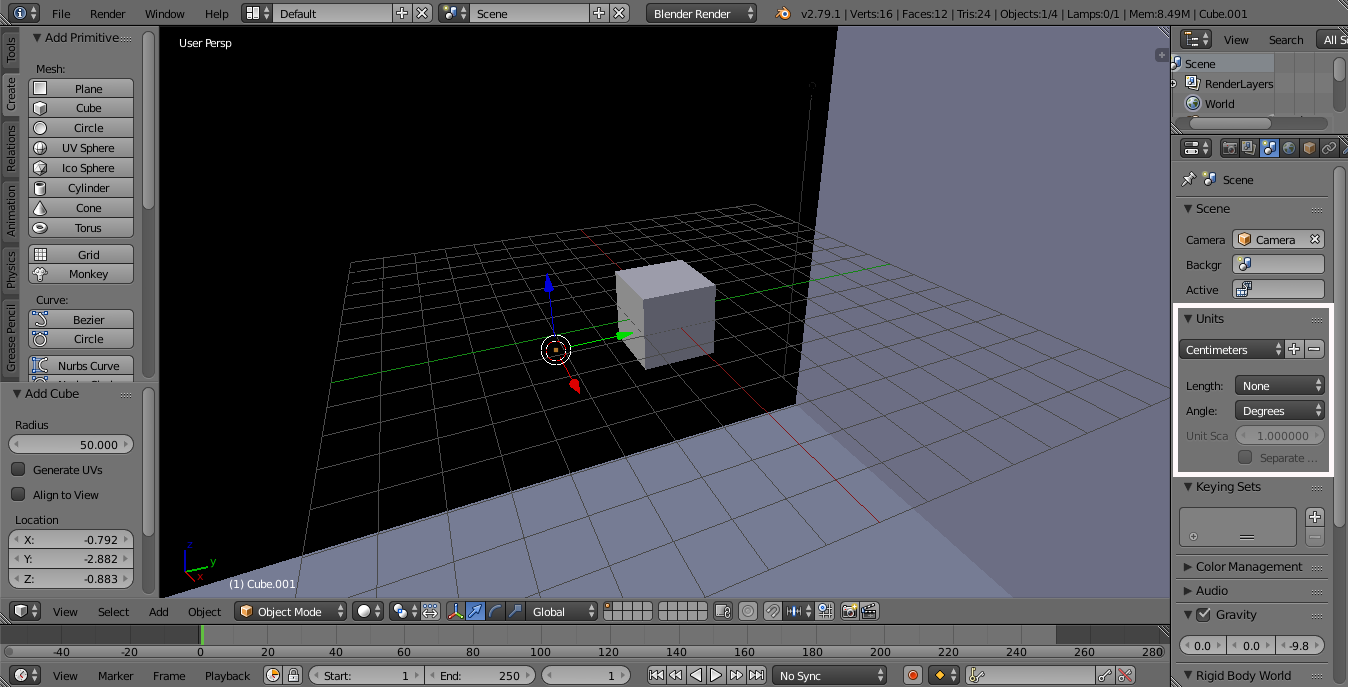 File Render Window Help Default Scene Blender Render v2.79.1 | Verts:16 | Faces:12 | Tris:24 | Objects:1/4 | Lamps:0/1 | Mem:8.49M | Cube.001
Tools
Create
Relations
Animation
Physics
Grease Pencil
Add Primitive
Mesh:
Plane
Cube
Circle
UV Sphere
Ico Sphere
Cylinder
Cone
Torus
Grid
Monkey
Curve:
Bezier
Circle
Nurbs Curve
Add Cube
Radius
50.000
Generate UVs
Align to View
Location
X: -0.792
Y: -2.882
Z: -0.883
User Persp
z
y
x
(1) Cube.001
View Search All S
Scene
RenderLayers
World
Scene
Scene
Camera Camera
Backgr
Active
Units
Centimeters
Length: None
Angle: Degrees
Unit Sca 1.000000
Separate ...
Keying Sets
Color Management
Audio
Gravity
0.0 0.0 -9.8
Rigid Body World
View Select Add Object Object Mode Global
-40 -20 0 20 40 60 80 100 120 140 160 180 200 220 240 260 280
View Marker Frame Playback Start: 1 End: 250 1 No Sync